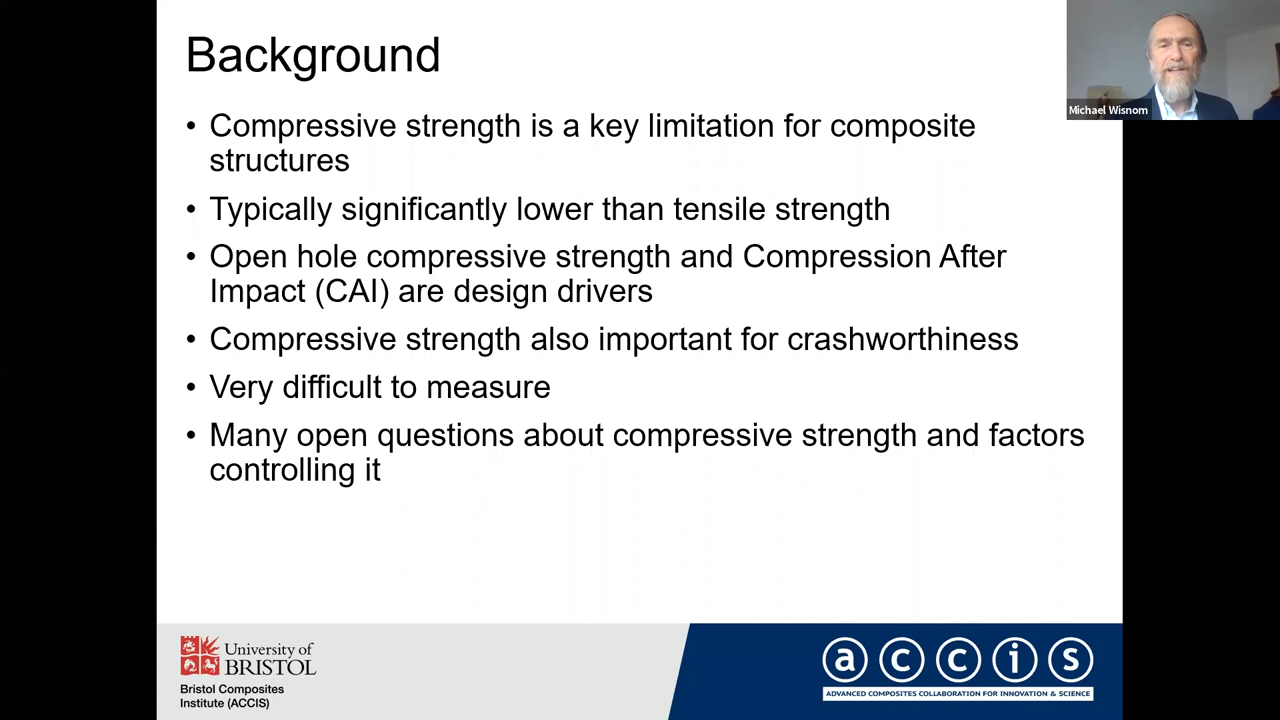 Background
Michael Wisnom
• Compressive strength is a key limitation for composite
structures
• Typically significantly lower than tensile strength
• Open hole compressive strength and Compression After
Impact (CAI) are design drivers
• Compressive strength also important for crashworthiness
• Very difficult to measure
• Many open questions about compressive strength and factors
controlling it
University of
BRISTOL
Bristol Composites
Institute (ACCIS)
accis
ADVANCED COMPOSITES COLLABORATION FOR INNOVATION & SCIENCE